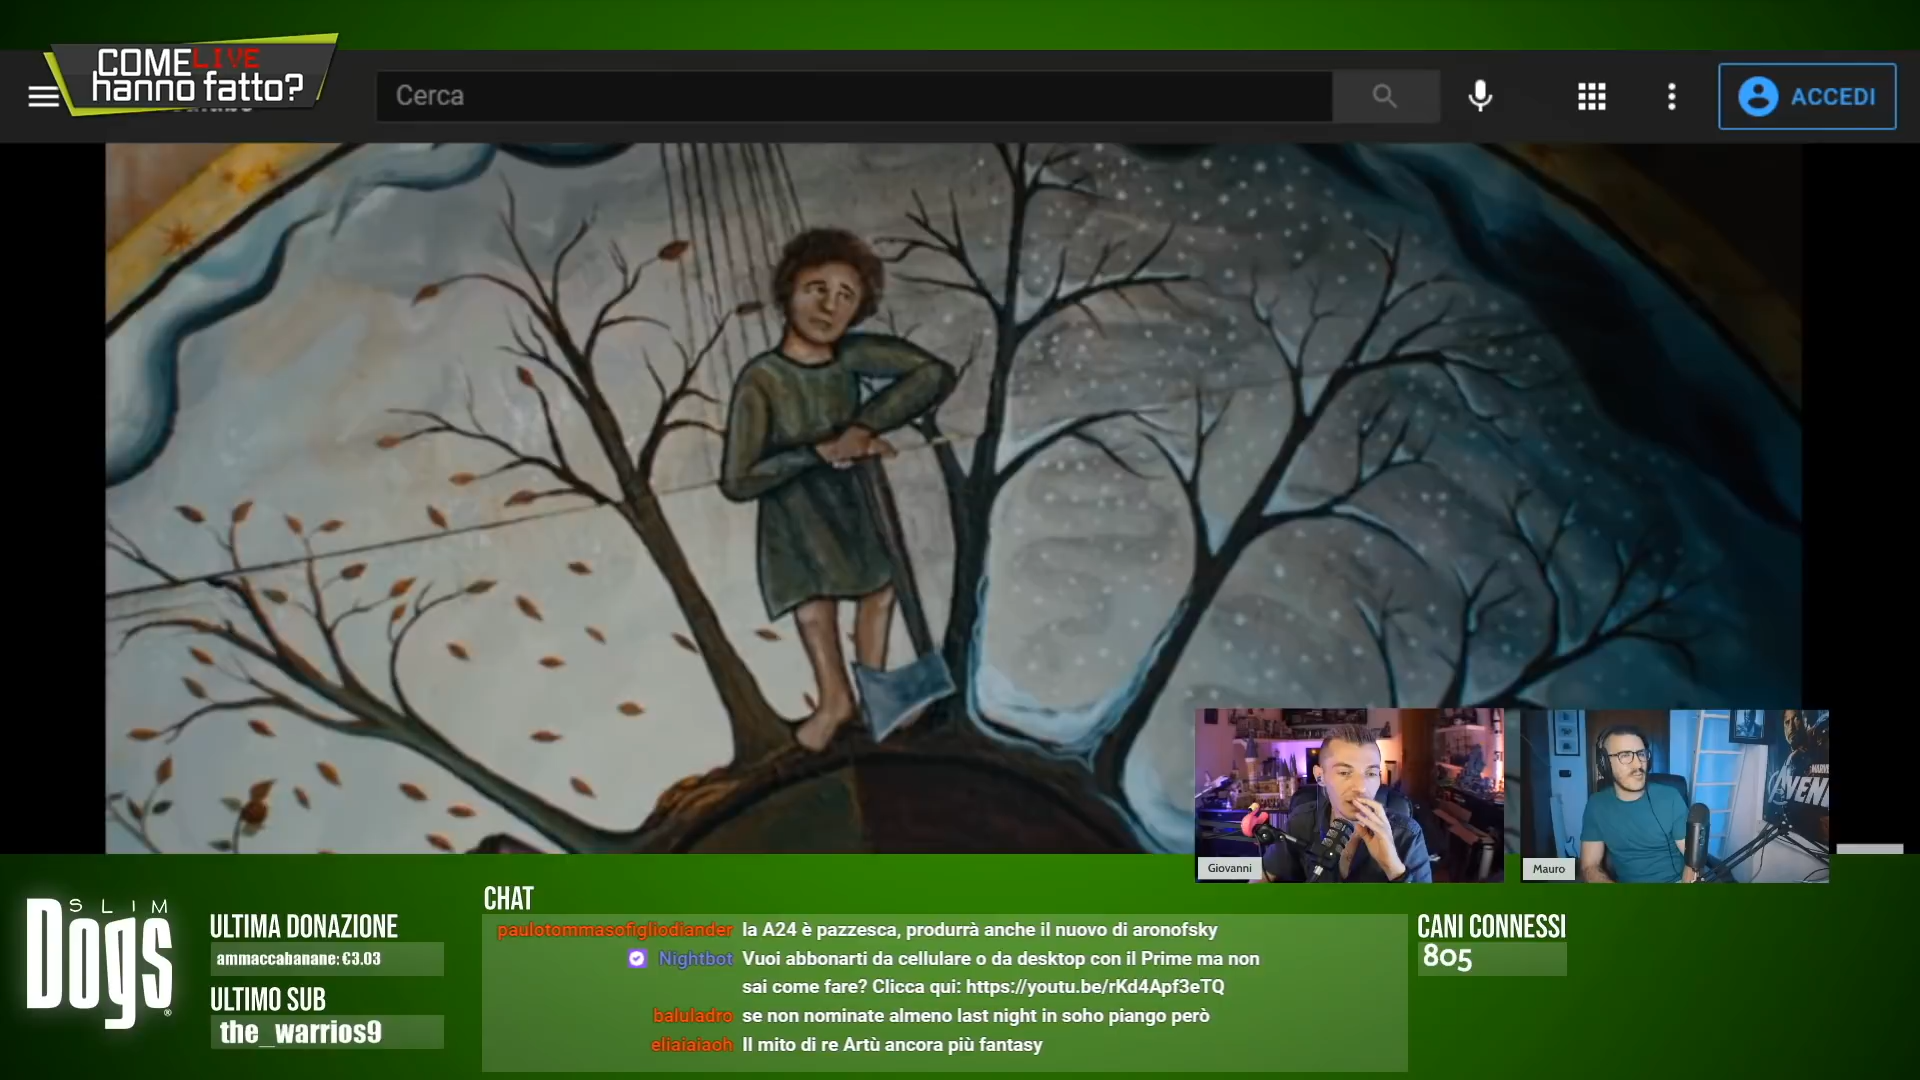 COMELIVE
hanno fatto?
Cerca
ACCEDI
Giovanni
Mauro
MARVEL
AVEN
SLIM
Dogs
ULTIMA DONAZIONE
ammaccabanane: €3.03
ULTIMO SUB
the_warrios9
CHAT
paulotommasofigliodiander la A24 è pazzesca, produrrà anche il nuovo di aronofsky
Nightbot Vuoi abbonarti da cellulare o da desktop con il Prime ma non
sai come fare? Clicca qui: https://youtu.be/rKd4Apf3eTQ
baluladro se non nominate almeno last night in soho piango però
eliaiaiaoh Il mito di re Artù ancora più fantasy
CANI CONNESSI
805